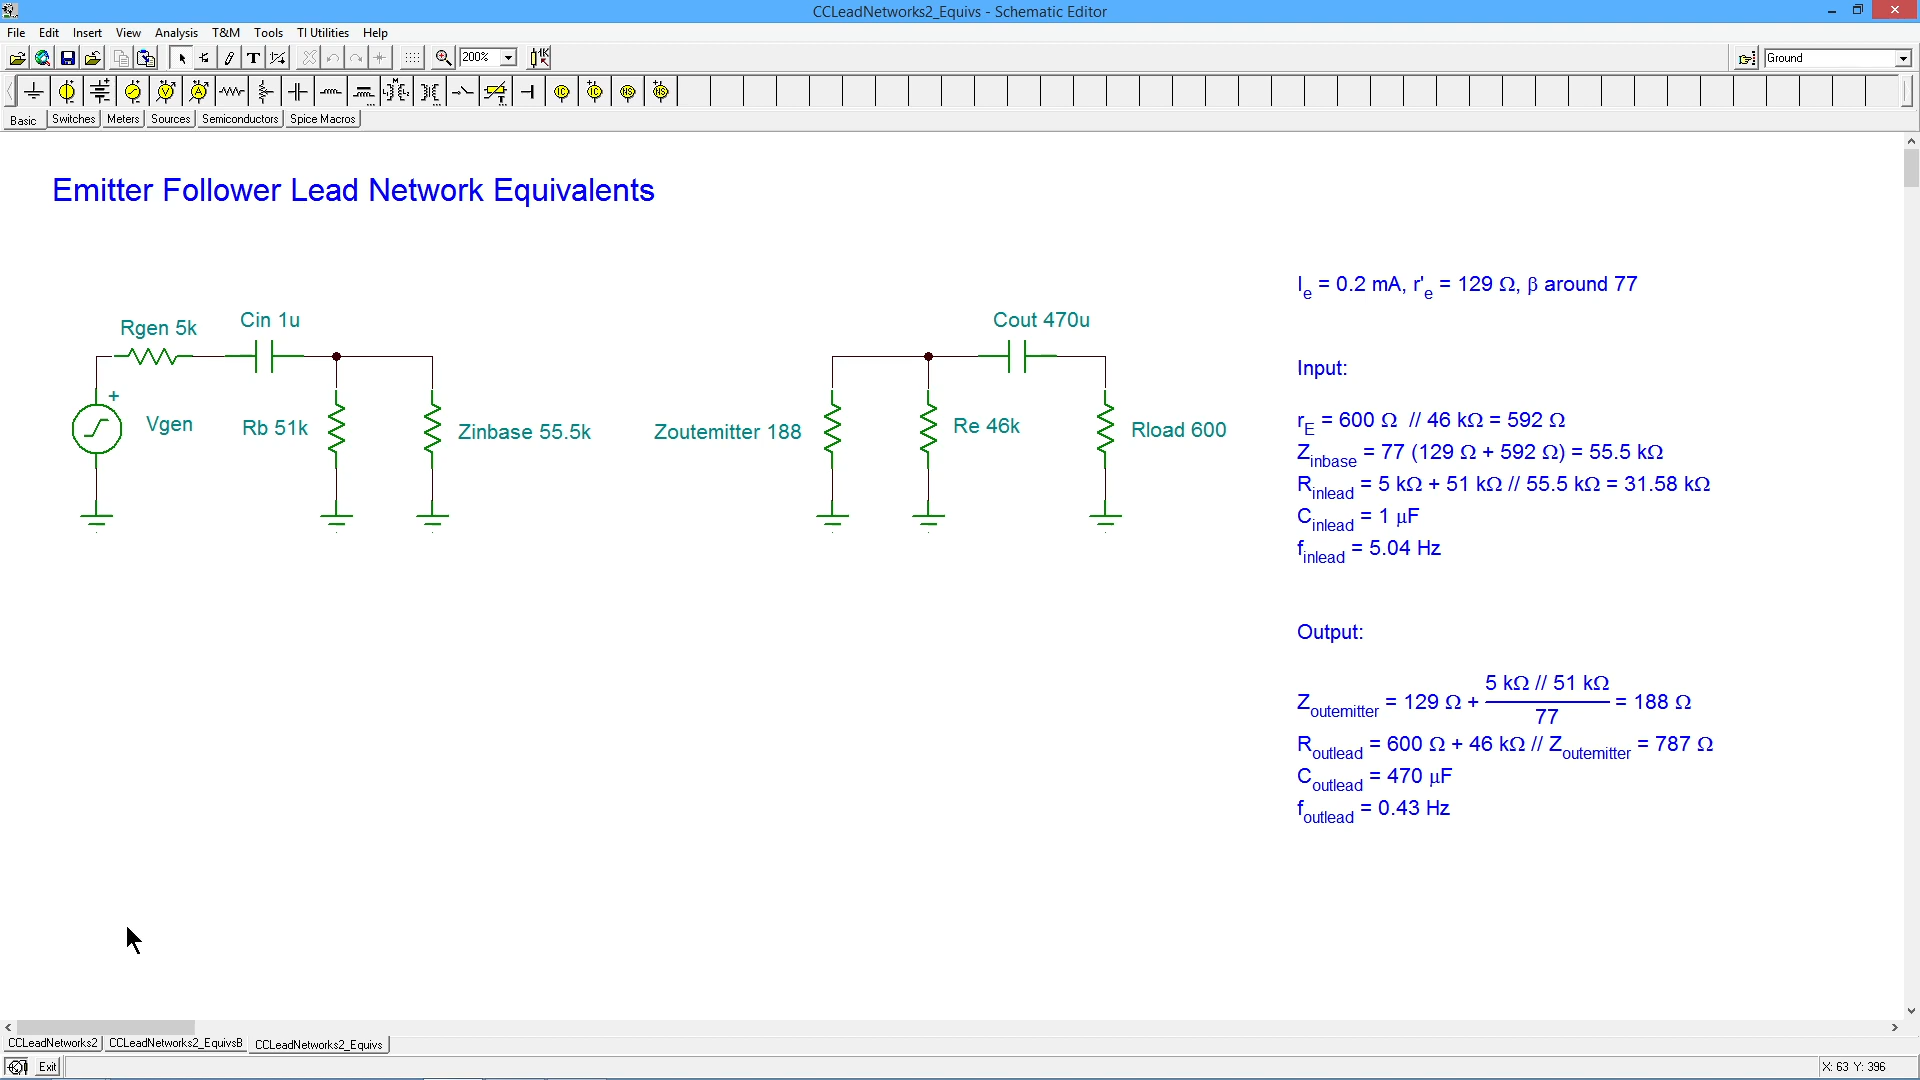 CCLeadNetworks2_Equivs - Schematic Editor
File Edit Insert View Analysis T&M Tools TI Utilities Help
200% 1K Ground
Basic Switches Meters Sources Semiconductors Spice Macros
Emitter Follower Lead Network Equivalents
Ie = 0.2 mA, r'e = 129 Ω, β around 77
Rgen 5k
Cin 1u
Vgen
+
Rb 51k
Zinbase 55.5k
Zoutemitter 188
Re 46k
Cout 470u
Rload 600
Input:
rE = 600 Ω // 46 kΩ = 592 Ω
Zinbase = 77 (129 Ω + 592 Ω) = 55.5 kΩ
Rinlead = 5 kΩ + 51 kΩ // 55.5 kΩ = 31.58 kΩ
Cinlead = 1 µF
finlead = 5.04 Hz
Output:
Zoutemitter = 129 Ω + 5 kΩ // 51 kΩ / 77 = 188 Ω
Routlead = 600 Ω + 46 kΩ // Zoutemitter = 787 Ω
Coutlead = 470 µF
foutlead = 0.43 Hz
CCLeadNetworks2 CCLeadNetworks2_EquivsB CCLeadNetworks2_Equivs
Exit X: 63 Y: 396